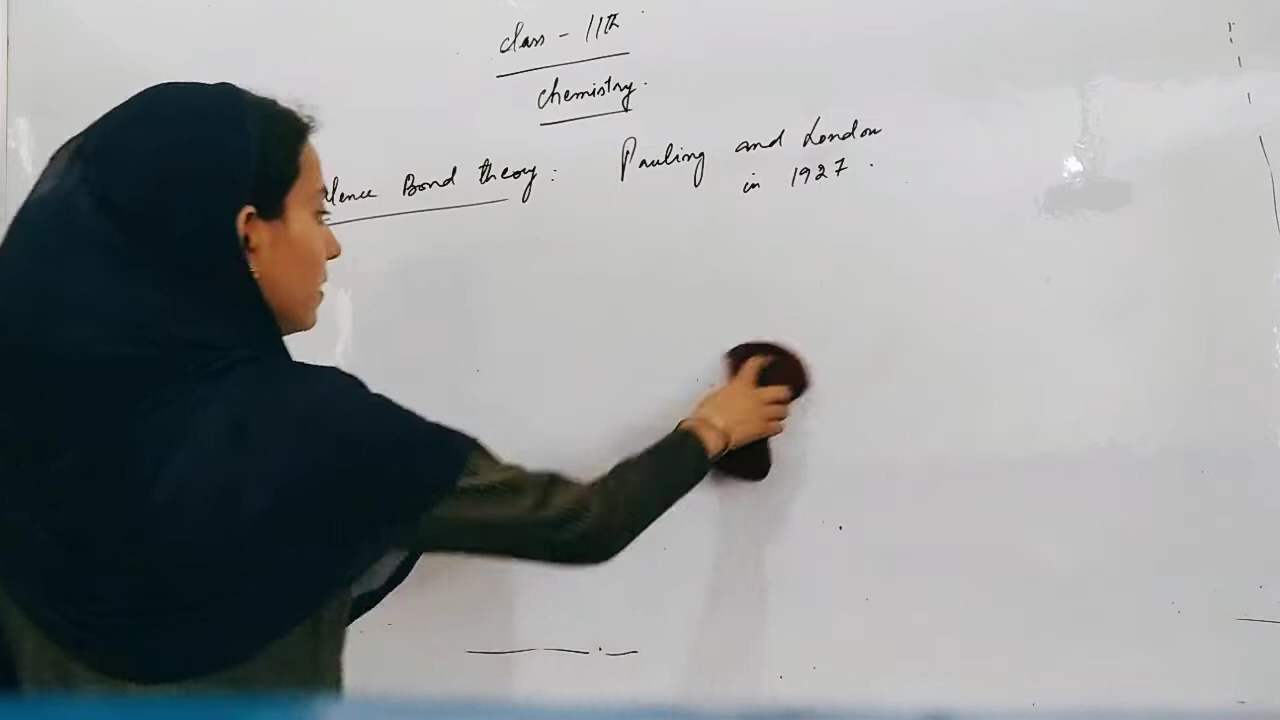 class - 11th
chemistry.
alence Bond theory: Pauling and London
in 1927.